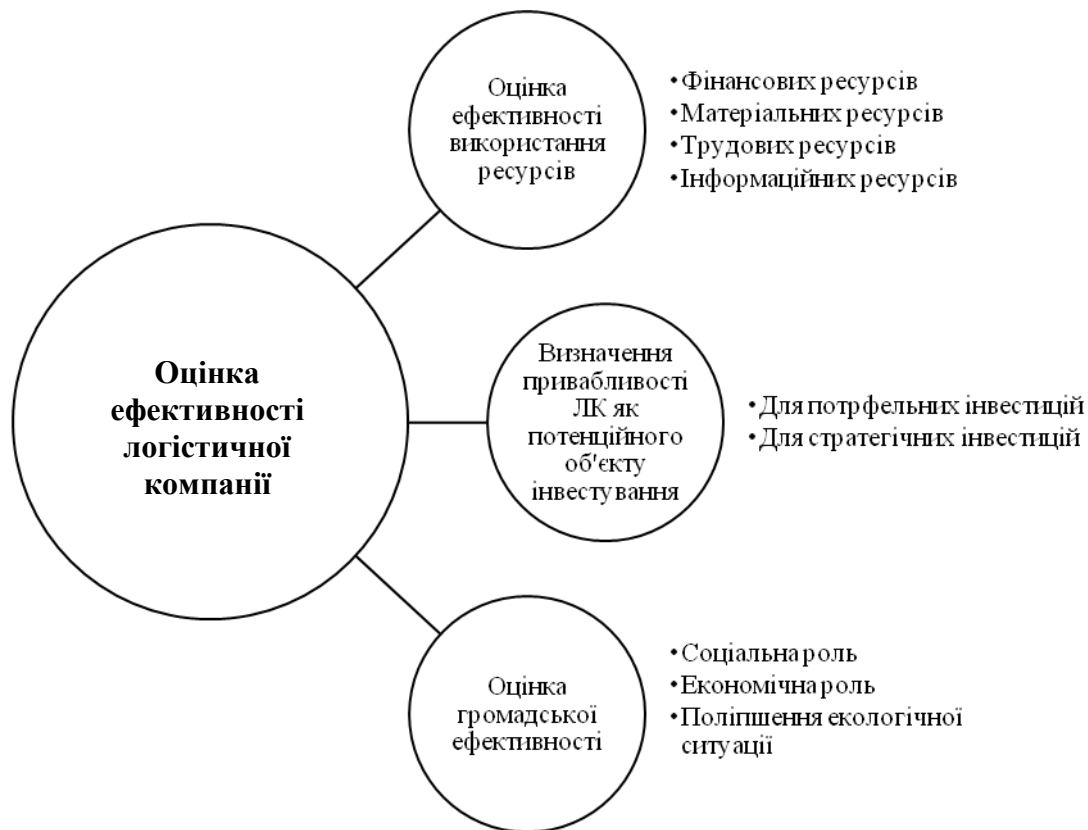 Оцінка
ефективності
використання
ресурсів
•Фінансових ресурсів
•Матеріальних ресурсів
•Трудових ресурсів
•Інформаційних ресурсів
Оцінка
ефективності
логістичної
компанії
Визначення
привабливості
ЛК як
потенційного
об'єкту
інвестування
•Для потрфельних інвестицій
•Для стратегічних інвестицій
Оцінка
громадської
ефективності
•Соціальна роль
•Економічна роль
•Поліпшення екологічної
ситуації